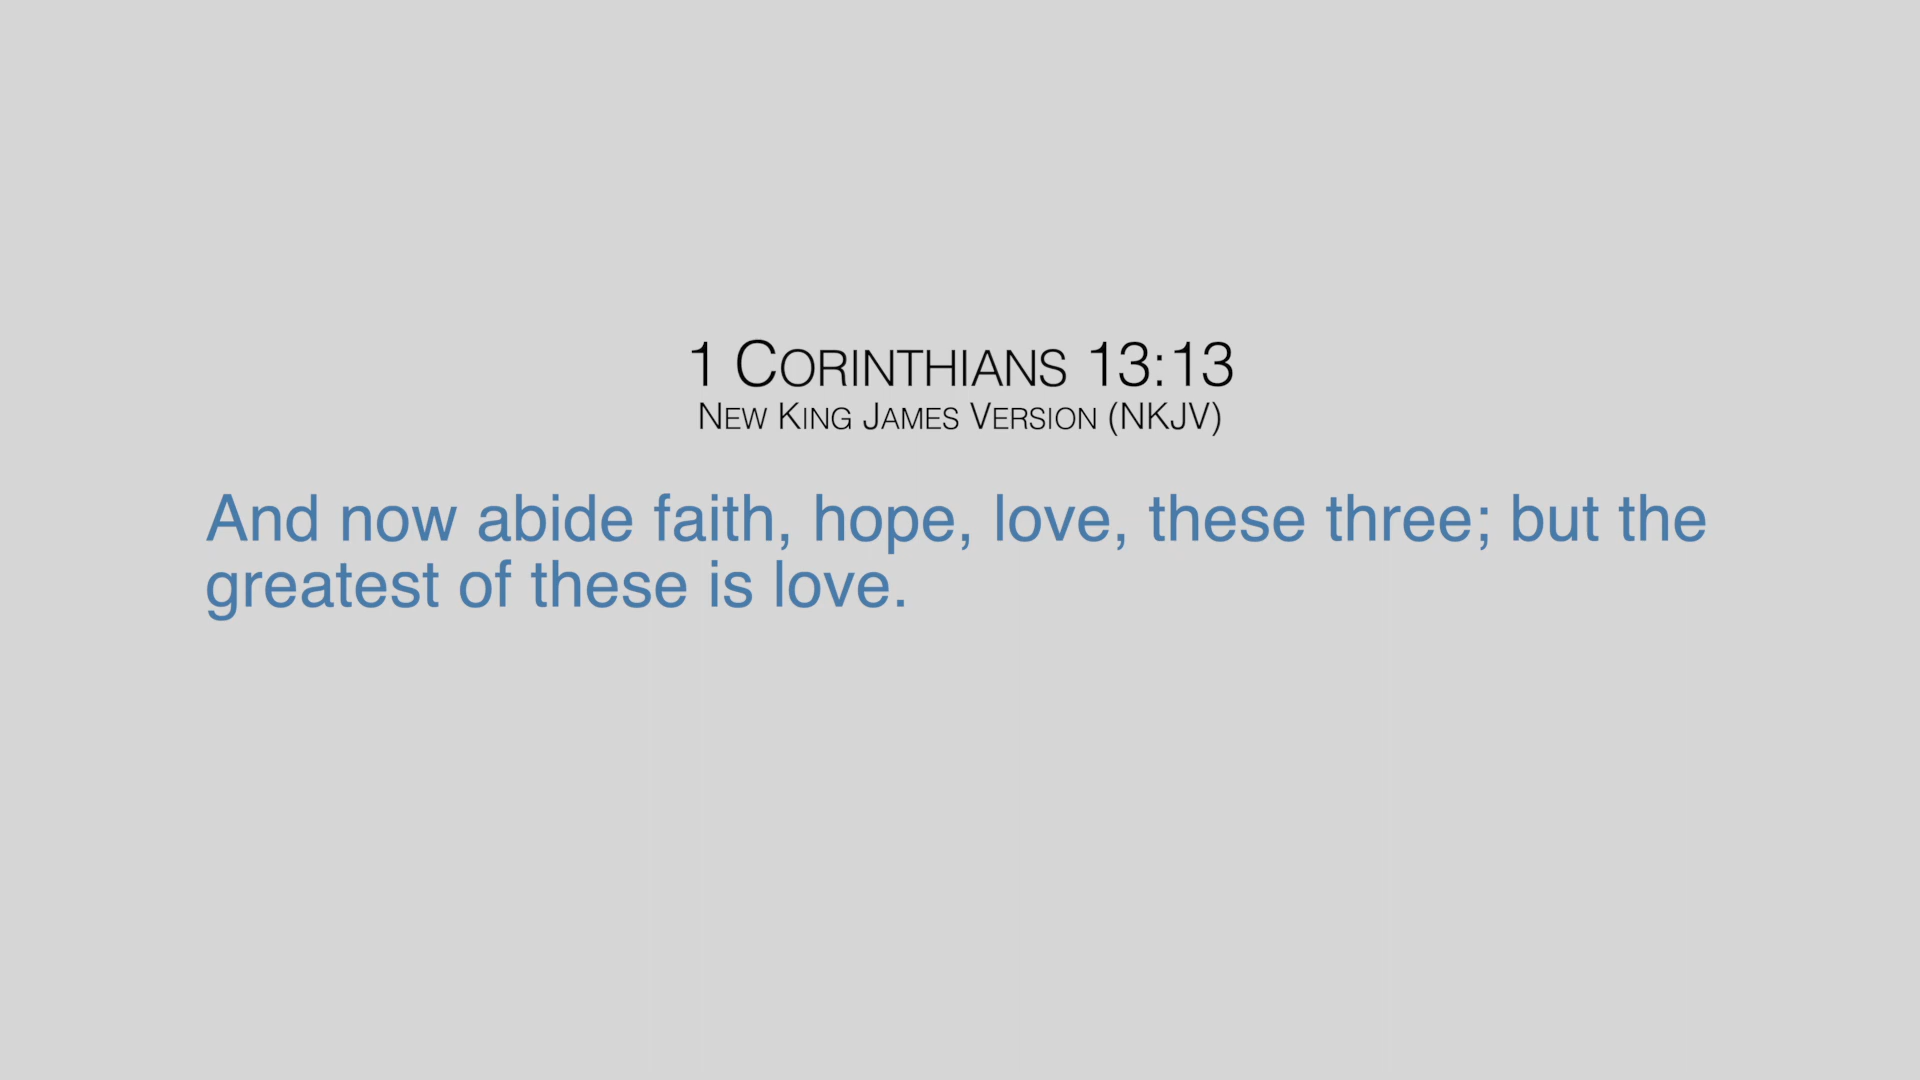 1 Corinthians 13:13
New King James Version (NKJV)
And now abide faith, hope, love, these three; but the
greatest of these is love.